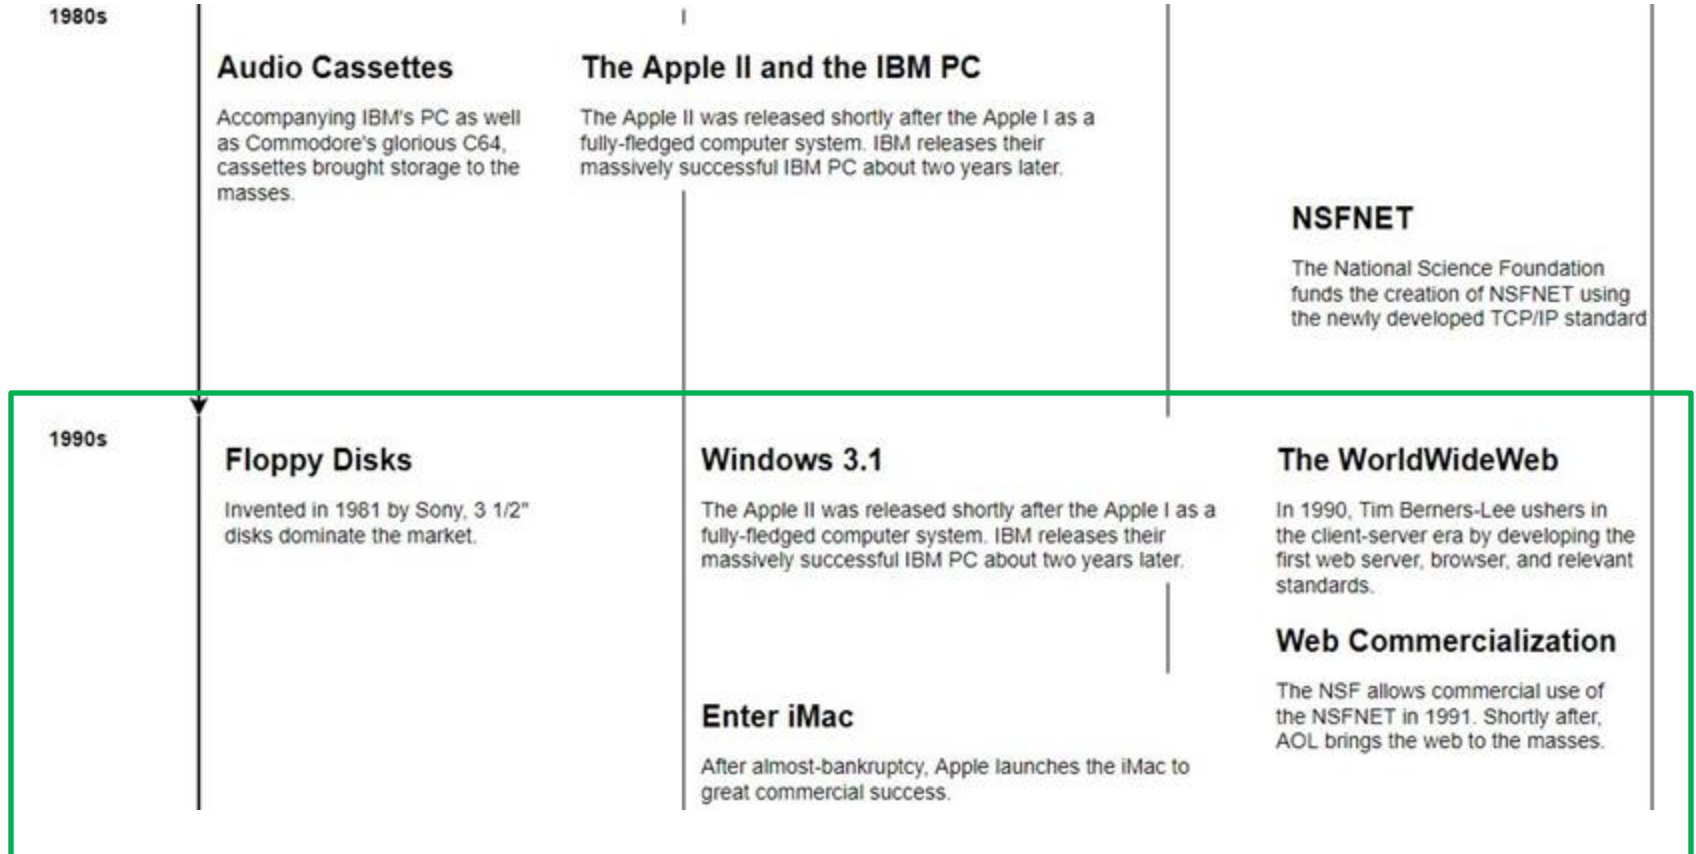 1980s
Audio Cassettes
Accompanying IBM's PC as well
as Commodore's glorious C64,
cassettes brought storage to the
masses.
The Apple II and the IBM PC
The Apple II was released shortly after the Apple I as a
fully-fledged computer system. IBM releases their
massively successful IBM PC about two years later.
NSFNET
The National Science Foundation
funds the creation of NSFNET using
the newly developed TCP/IP standard
1990s
Floppy Disks
Invented in 1981 by Sony, 3 1/2"
disks dominate the market.
Windows 3.1
The Apple II was released shortly after the Apple I as a
fully-fledged computer system. IBM releases their
massively successful IBM PC about two years later.
Enter iMac
After almost-bankruptcy, Apple launches the iMac to
great commercial success.
The WorldWideWeb
In 1990, Tim Berners-Lee ushers in
the client-server era by developing the
first web server, browser, and relevant
standards.
Web Commercialization
The NSF allows commercial use of
the NSFNET in 1991. Shortly after,
AOL brings the web to the masses.